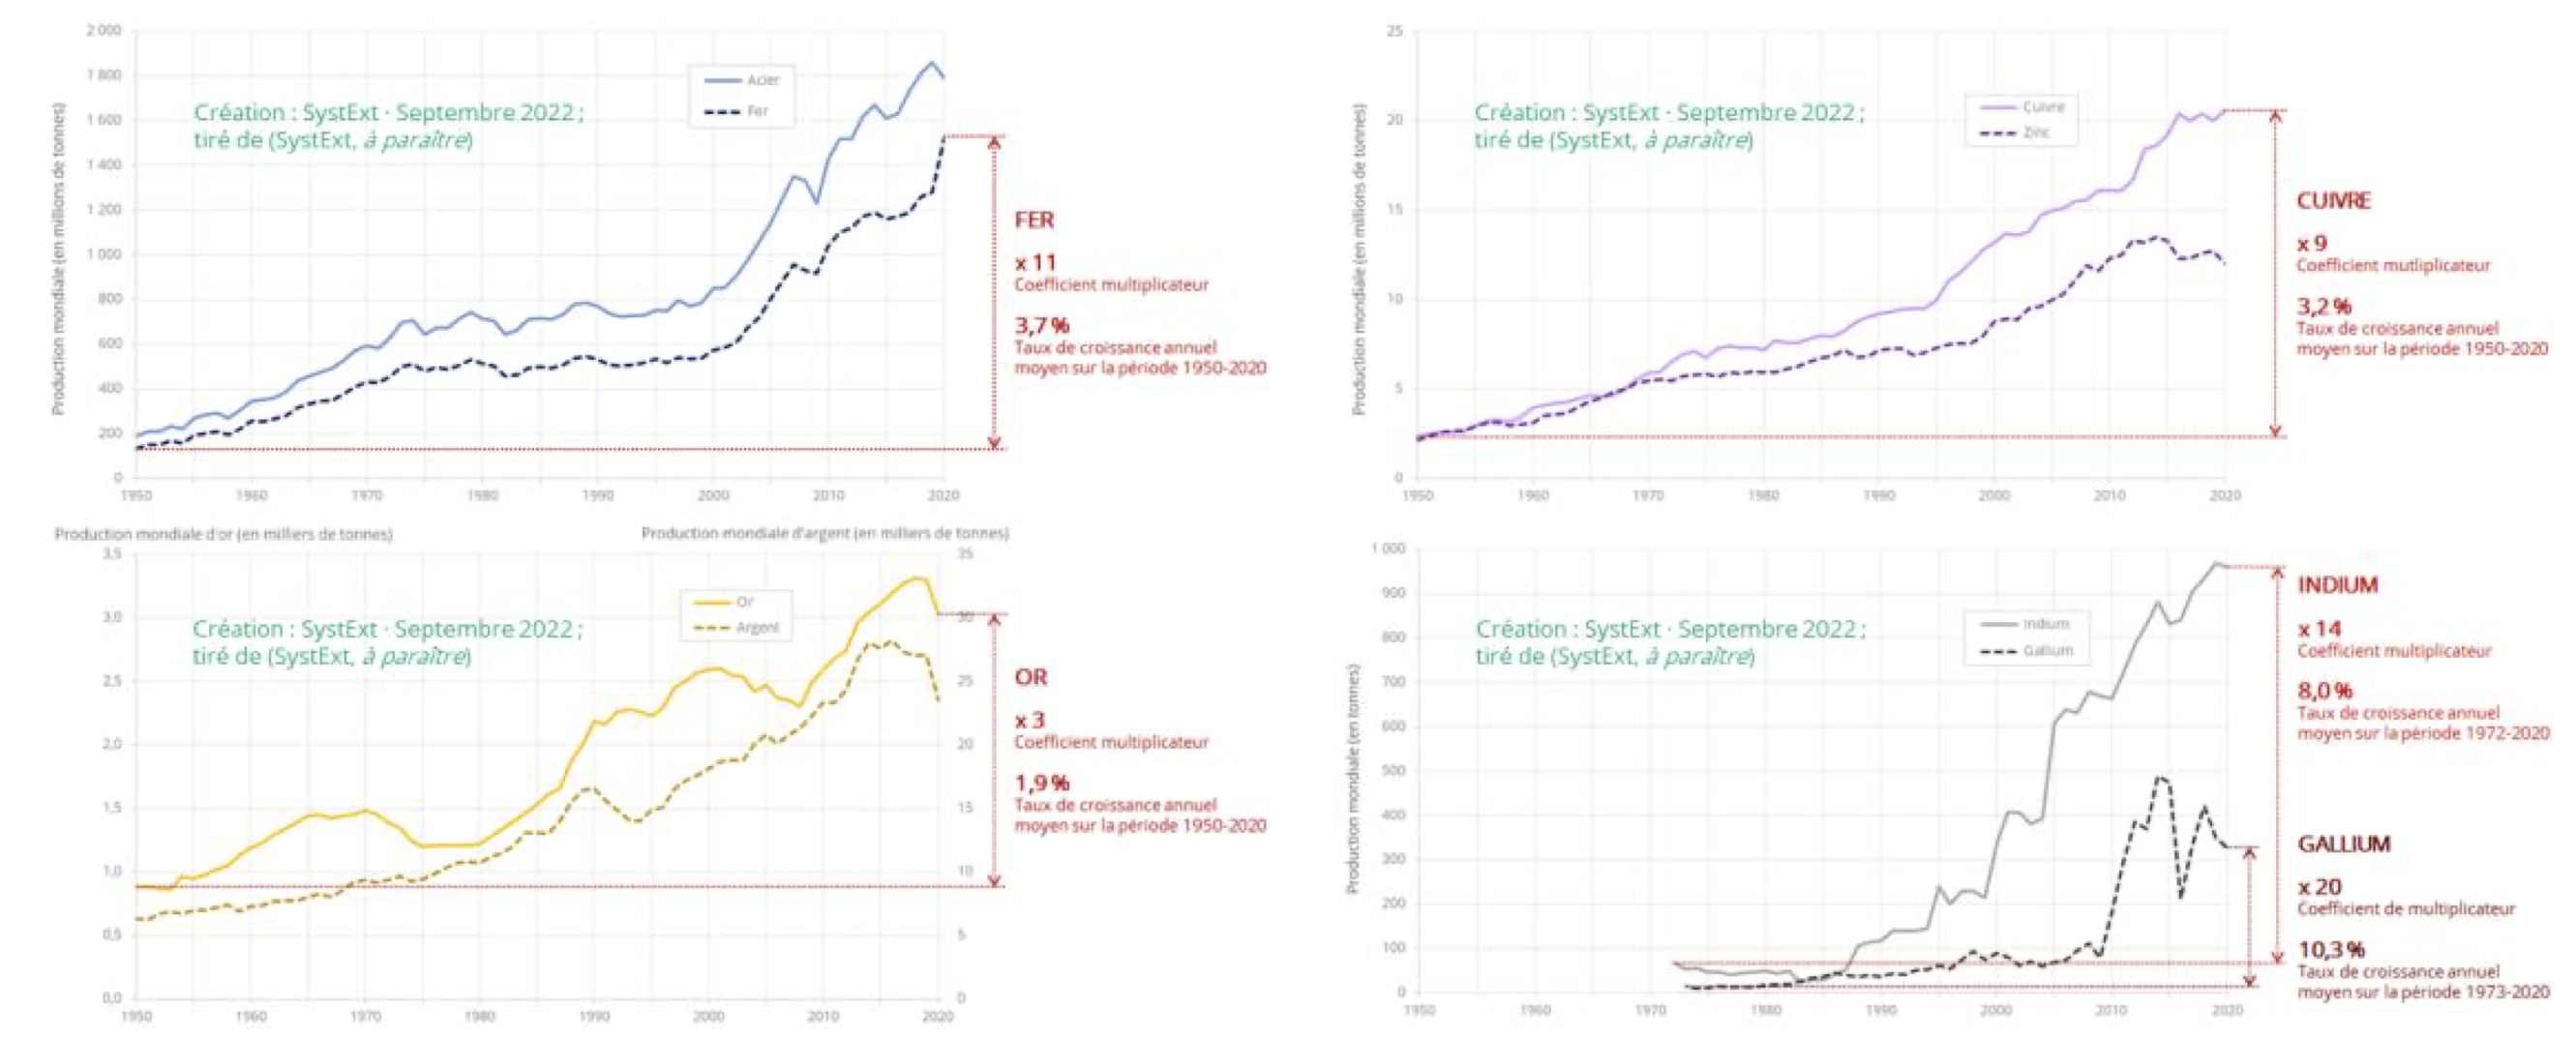 2 000
1 800
1 600
1 400
1 200
1 000
800
600
400
200
0
Production mondiale (en millions de tonnes)
Création : SystExt · Septembre 2022 ;
tiré de (SystExt, à paraître)
Acier
Fer
1950 1960 1970 1980 1990 2000 2010 2020
FER
x 11
Coefficient multiplicateur
3,7 %
Taux de croissance annuel
moyen sur la période 1950-2020
25
20
15
10
5
0
Production mondiale (en millions de tonnes)
Création : SystExt · Septembre 2022 ;
tiré de (SystExt, à paraître)
Cuivre
Zinc
1950 1960 1970 1980 1990 2000 2010 2020
CUIVRE
x 9
Coefficient mutliplicateur
3,2 %
Taux de croissance annuel
moyen sur la période 1950-2020
Production mondiale d'or (en milliers de tonnes)
Production mondiale d'argent (en milliers de tonnes)
3,5
3,0
2,5
2,0
1,5
1,0
0,5
0,0
Création : SystExt · Septembre 2022 ;
tiré de (SystExt, à paraître)
Or
Argent
35
30
25
20
15
10
5
0
1950 1960 1970 1980 1990 2000 2010 2020
OR
x 3
Coefficient multiplicateur
1,9 %
Taux de croissance annuel
moyen sur la période 1950-2020
1 000
900
800
700
600
500
400
300
200
100
0
Production mondiale (en tonnes)
Création : SystExt · Septembre 2022 ;
tiré de (SystExt, à paraître)
Indium
Gallium
1950 1960 1970 1980 1990 2000 2010 2020
INDIUM
x 14
Coefficient multiplicateur
8,0 %
Taux de croissance annuel
moyen sur la période 1972-2020
GALLIUM
x 20
Coefficient de multiplicateur
10,3 %
Taux de croissance annuel
moyen sur la période 1973-2020